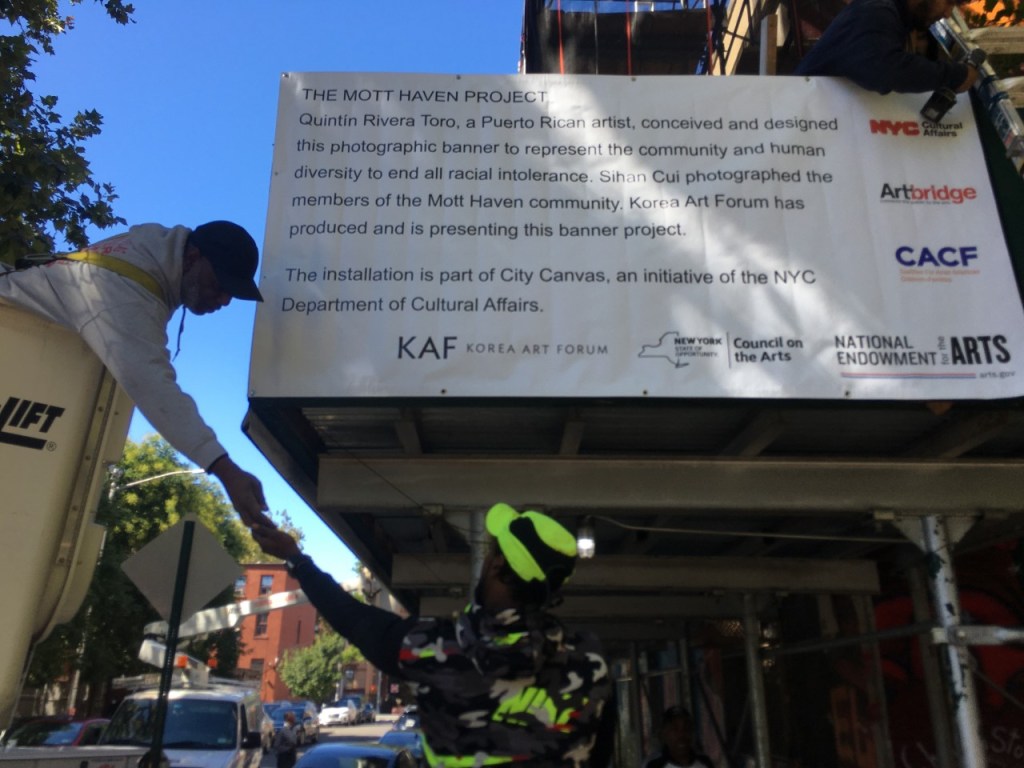 THE MOTT HAVEN PROJECT
Quintín Rivera Toro, a Puerto Rican artist, conceived and designed
this photographic banner to represent the community and human
diversity to end all racial intolerance. Sihan Cui photographed the
members of the Mott Haven community. Korea Art Forum has
produced and is presenting this banner project.
The installation is part of City Canvas, an initiative of the NYC
Department of Cultural Affairs.
NYC Cultural
Affairs
Artbridge
CACF
KAF KOREA ART FORUM
NEW YORK
STATE OF
OPPORTUNITY
Council on
the Arts
NATIONAL
ENDOWMENT for the ARTS
arts.gov
LIFT®